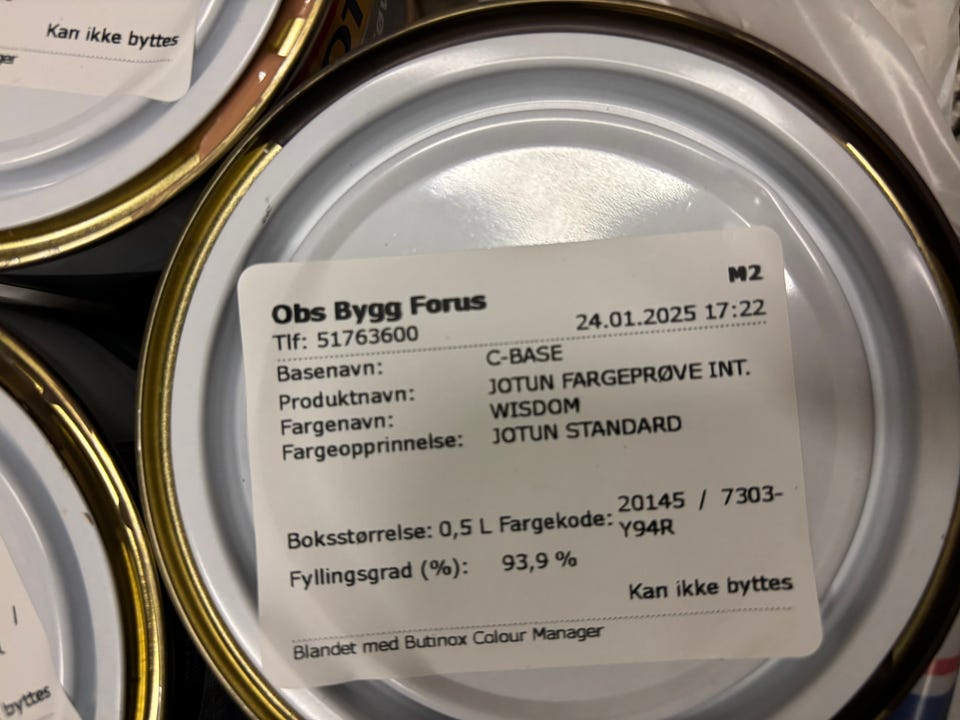 Kan ikke byttes
ger
Obs Bygg Forus
M2
Tlf: 51763600
24.01.2025 17:22
Basenavn: C-BASE
Produktnavn: JOTUN FARGEPRØVE INT.
Fargenavn: WISDOM
Fargeopprinnelse: JOTUN STANDARD
Boksstørrelse: 0,5 L Fargekode: 20145 / 7303-
Y94R
Fyllingsgrad (%): 93,9 %
Kan ikke byttes
Blandet med Butinox Colour Manager
byttes